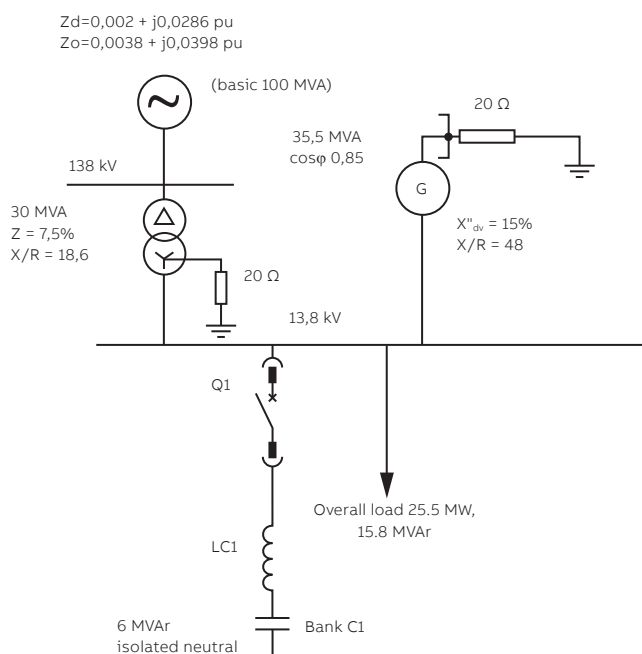 Zd=0,002 + j0,0286 pu
Zo=0,0038 + j0,0398 pu
(basic 100 MVA)
20 Ω
35,5 MVA
cosφ 0,85
138 kV
G
30 MVA
Z = 7,5%
X/R = 18,6
X"dv = 15%
X/R = 48
20 Ω
13,8 kV
Q1
Overall load 25.5 MW,
15.8 MVAr
LC1
6 MVAr
isolated neutral
Bank C1